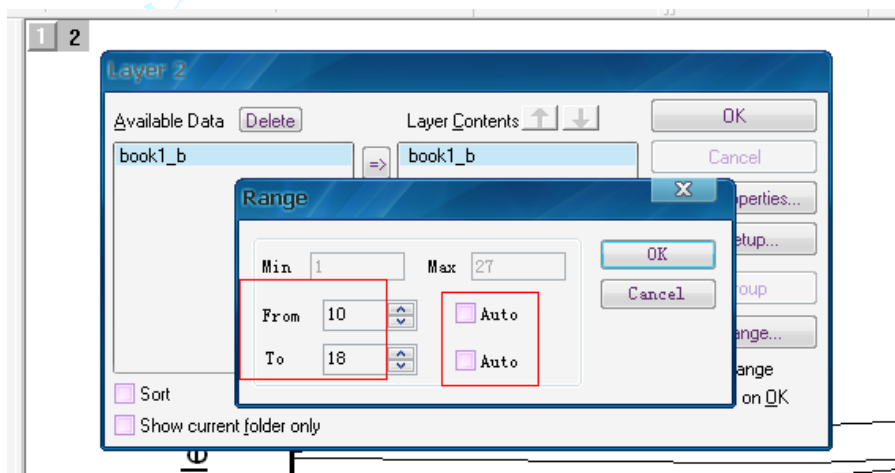 1 2
Layer 2
Available Data Delete Layer Contents OK
book1_b => book1_b Cancel
Range
Min 1 Max 27 OK
Cancel
From 10 Auto
To 18 Auto
Sort
on OK
Show current folder only